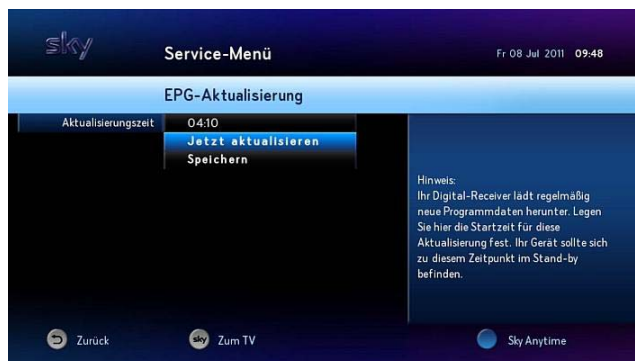 sky
Service-Menü
Fr 08 Jul 2011 09:48
EPG-Aktualisierung
Aktualisierungszeit 04:10
Jetzt aktualisieren
Speichern
Hinweis:
Ihr Digital-Receiver lädt regelmäßig
neue Programmdaten herunter. Legen
Sie hier die Startzeit für diese
Aktualisierung fest. Ihr Gerät sollte sich
zu diesem Zeitpunkt im Stand-by
befinden.
Zurück
sky Zum TV
Sky Anytime